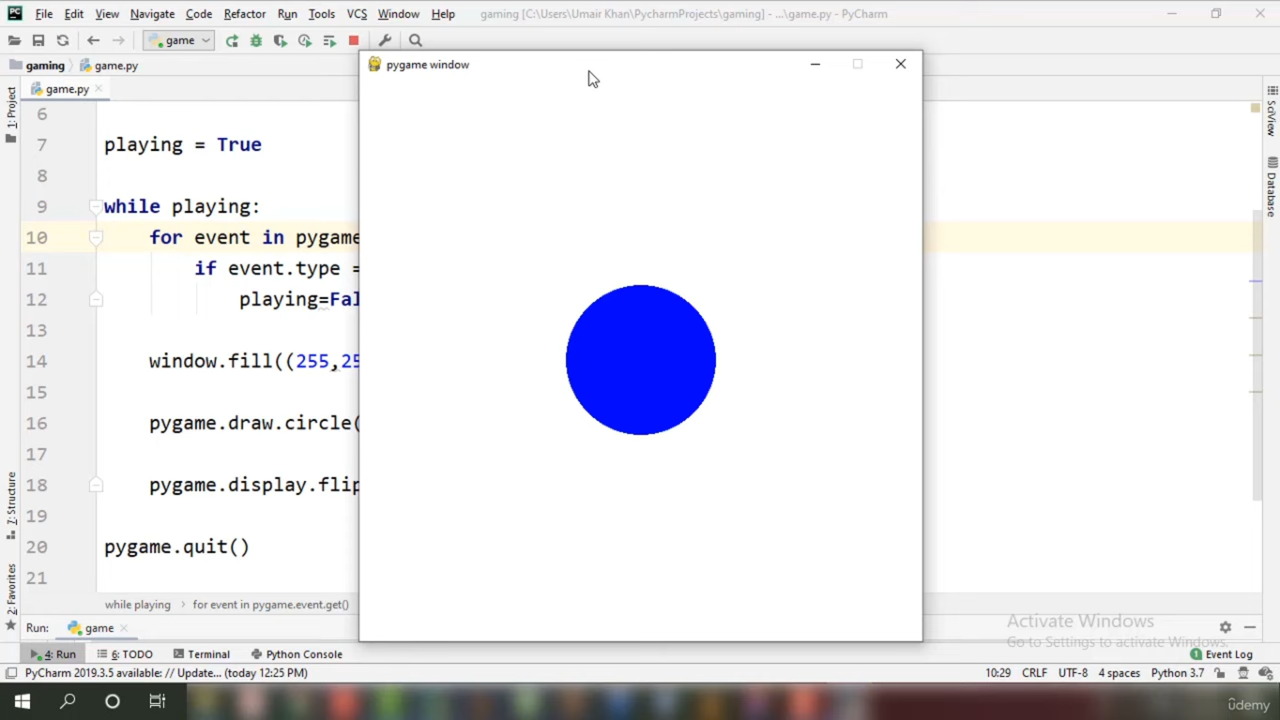 File Edit View Navigate Code Refactor Run Tools VCS Window Help gaming [C:\Users\Umair Khan\PycharmProjects\gaming] - ...\game.py - PyCharm
game
gaming game.py
pygame window
game.py
1: Project
SciView
Database
6
7 playing = True
8
9 while playing:
10 for event in pygame
11 if event.type =
12 playing=Fal
13
14 window.fill((255,25
15
16 pygame.draw.circle(
17
18 pygame.display.flip
19
20 pygame.quit()
21
7: Structure
2: Favorites
while playing for event in pygame.event.get()
Run: game
Activate Windows
Go to Settings to activate Windows.
4: Run 6: TODO Terminal Python Console 1 Event Log
PyCharm 2019.3.5 available: // Update... (today 12:25 PM) 10:29 CRLF UTF-8 4 spaces Python 3.7
ûdemy